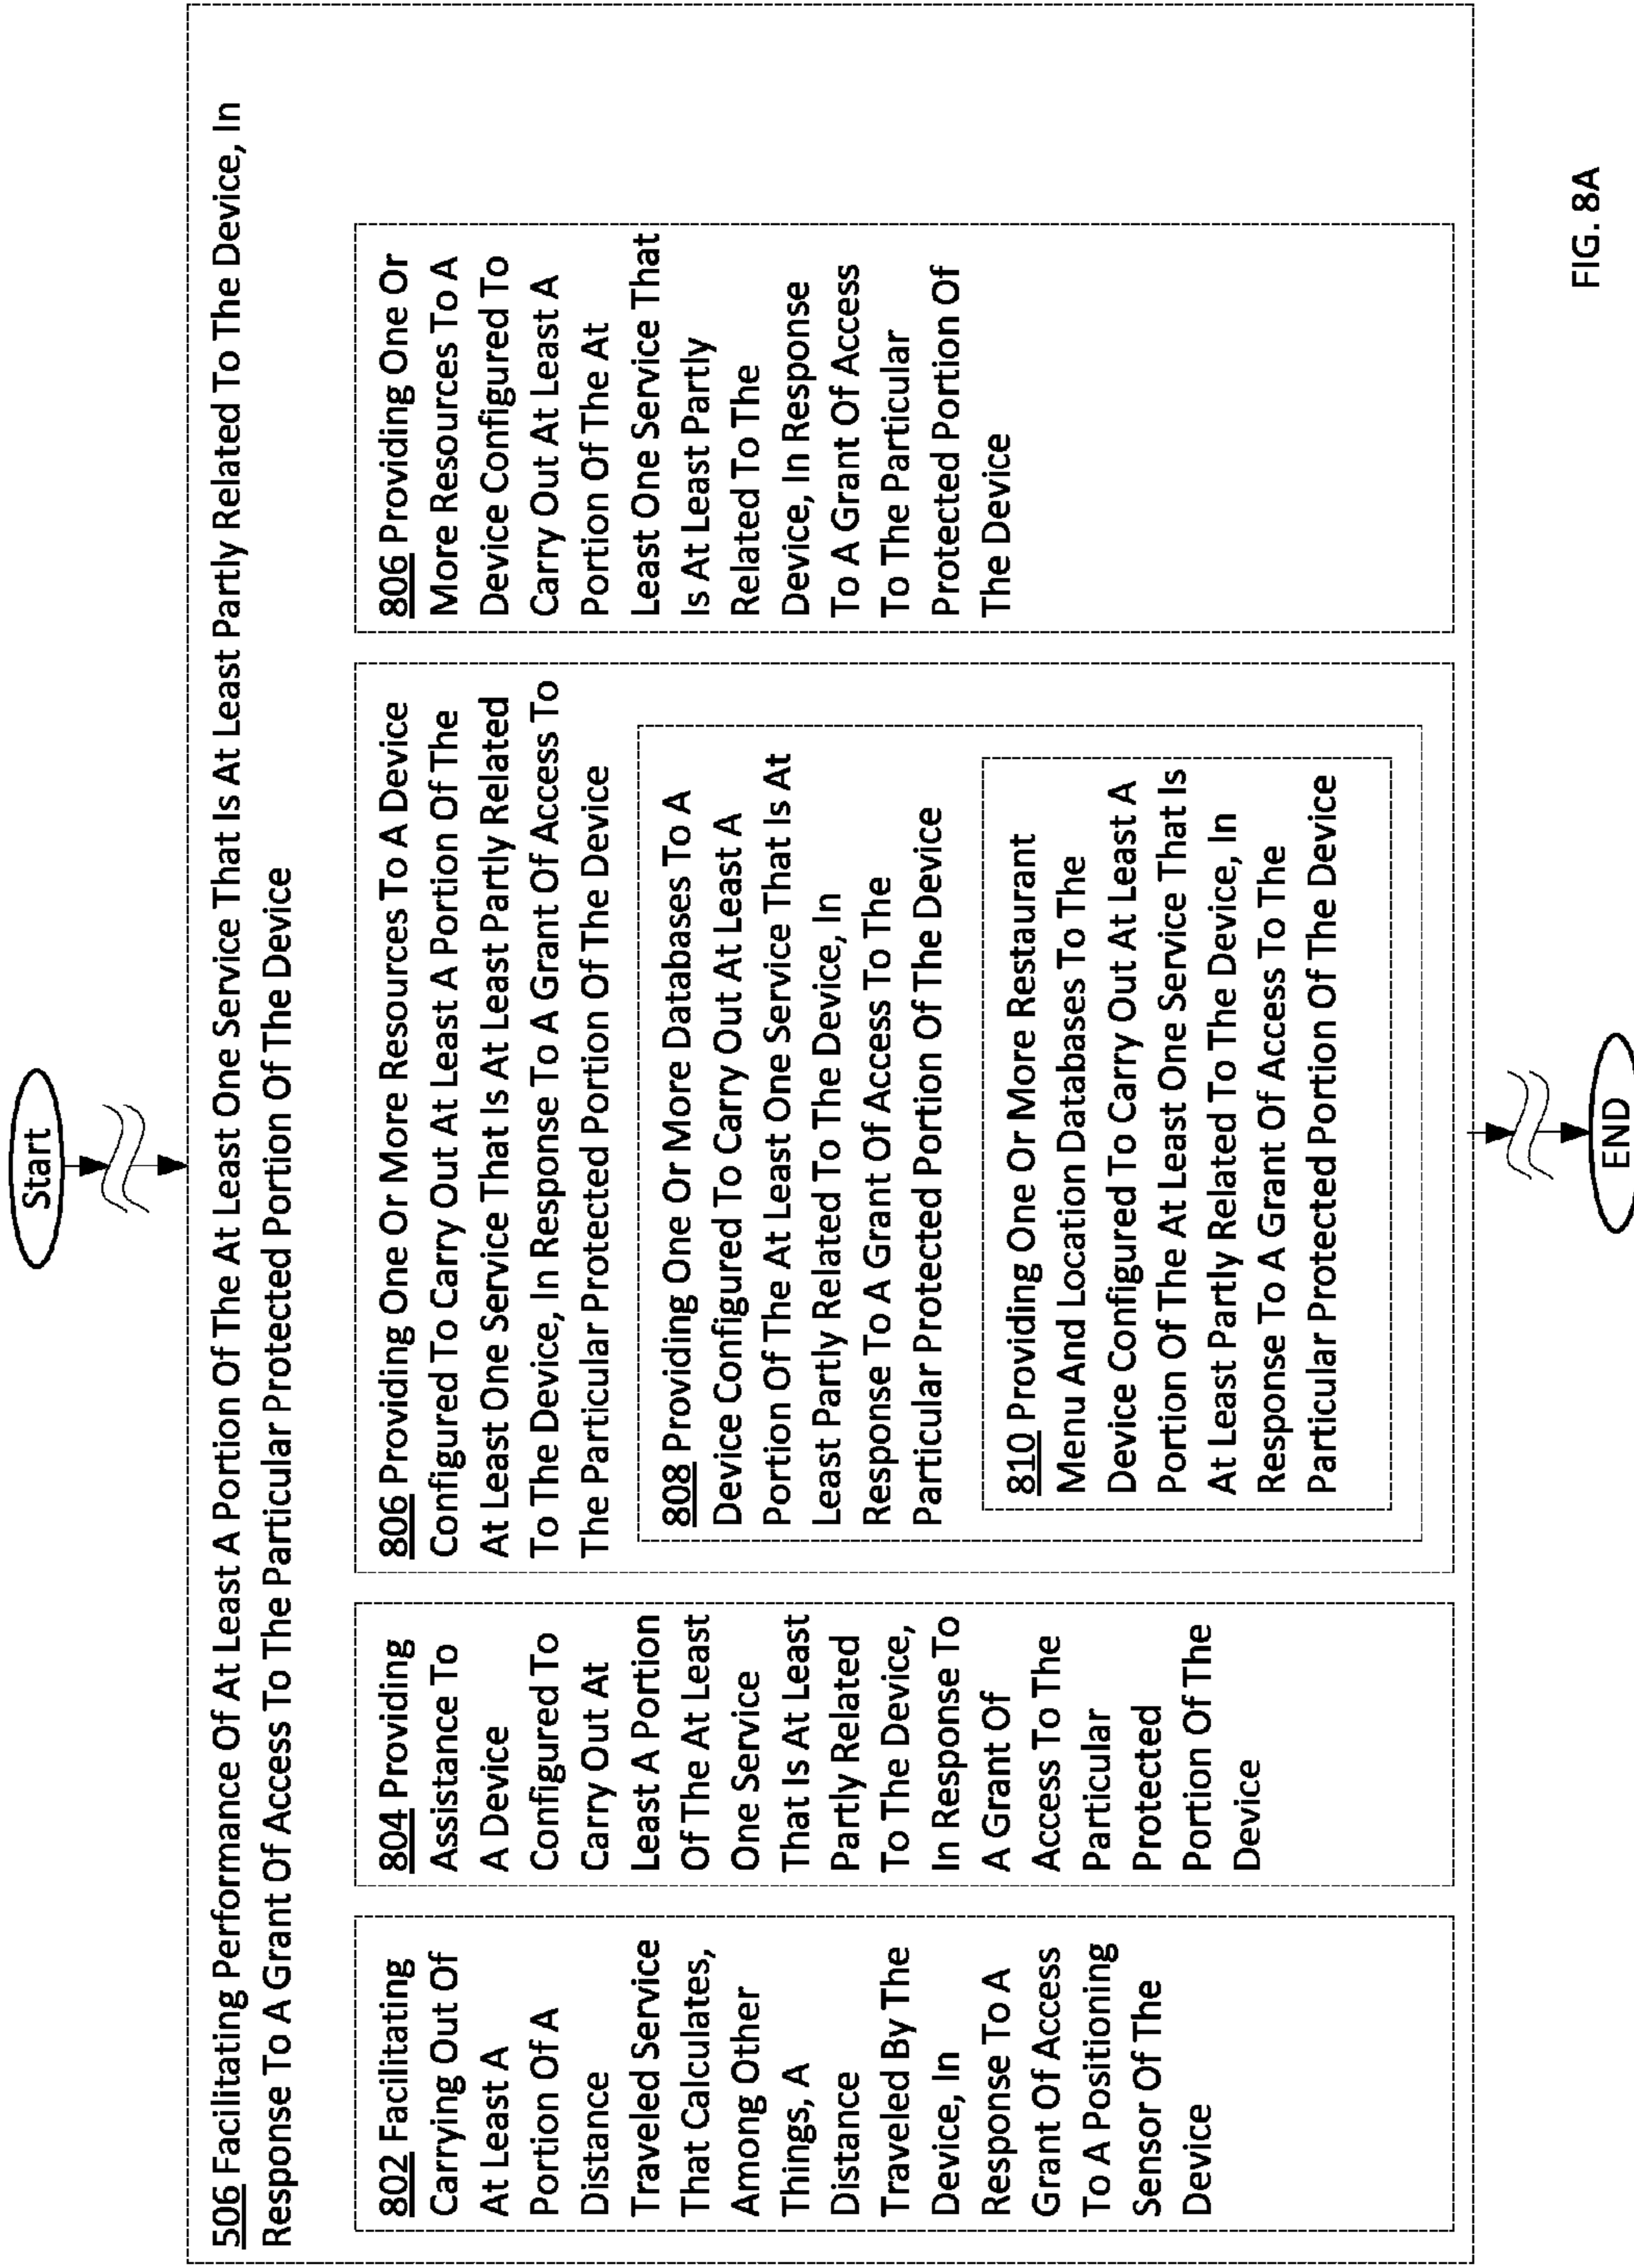 Start
506 Facilitating Performance Of At Least A Portion Of The At Least One Service That Is At Least Partly Related To The Device, In
Response To A Grant Of Access To The Particular Protected Portion Of The Device
802 Facilitating
Carrying Out Of
At Least A
Portion Of A
Distance
Traveled Service
That Calculates,
Among Other
Things, A
Distance
Traveled By The
Device, In
Response To A
Grant Of Access
To A Positioning
Sensor Of The
Device
804 Providing
Assistance To
A Device
Configured To
Carry Out At
Least A Portion
Of The At Least
One Service
That Is At Least
Partly Related
To The Device,
In Response To
A Grant Of
Access To The
Particular
Protected
Portion Of The
Device
806 Providing One Or More Resources To A Device
Configured To Carry Out At Least A Portion Of The
At Least One Service That Is At Least Partly Related
To The Device, In Response To A Grant Of Access To
The Particular Protected Portion Of The Device
808 Providing One Or More Databases To A
Device Configured To Carry Out At Least A
Portion Of The At Least One Service That Is At
Least Partly Related To The Device, In
Response To A Grant Of Access To The
Particular Protected Portion Of The Device
810 Providing One Or More Restaurant
Menu And Location Databases To The
Device Configured To Carry Out At Least A
Portion Of The At Least One Service That Is
At Least Partly Related To The Device, In
Response To A Grant Of Access To The
Particular Protected Portion Of The Device
806 Providing One Or
More Resources To A
Device Configured To
Carry Out At Least A
Portion Of The At
Least One Service That
Is At Least Partly
Related To The
Device, In Response
To A Grant Of Access
To The Particular
Protected Portion Of
The Device
END
FIG. 8A